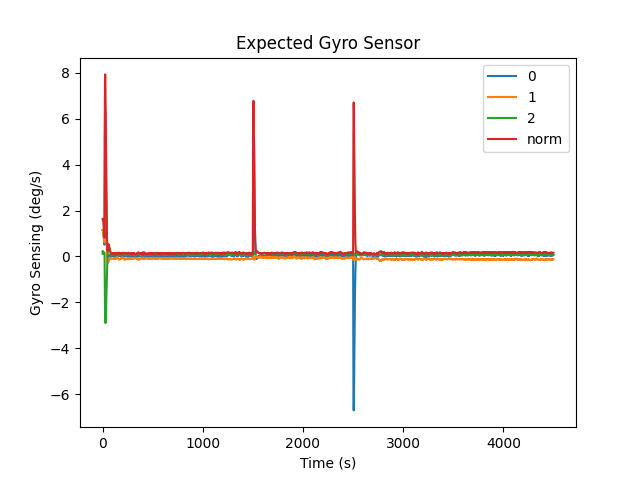 Expected Gyro Sensor
Gyro Sensing (deg/s)
8
6
4
2
0
−2
−4
−6
0
1
2
norm
0 1000 2000 3000 4000
Time (s)